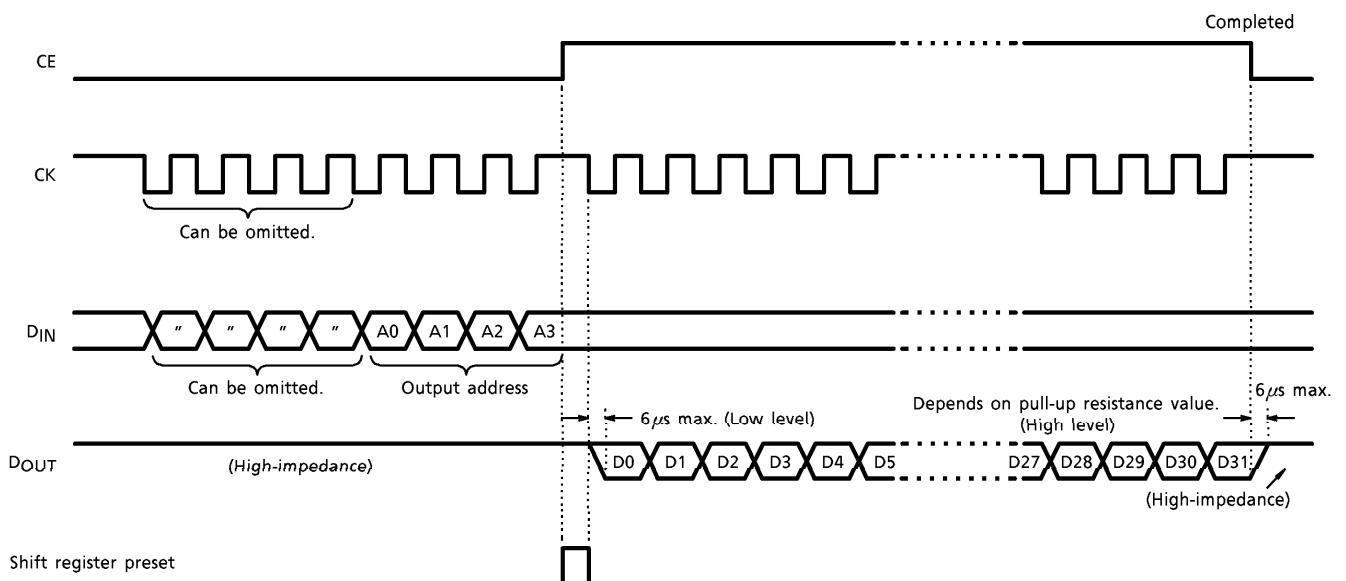 Completed
CE
CK
Can be omitted.
DIN
″ ″ ″ ″ A0 A1 A2 A3
Can be omitted.
Output address
6μs max. (Low level)
Depends on pull-up resistance value.
(High level)
6μs max.
DOUT
(High-impedance)
D0 D1 D2 D3 D4 D5 D27 D28 D29 D30 D31
(High-impedance)
Shift register preset